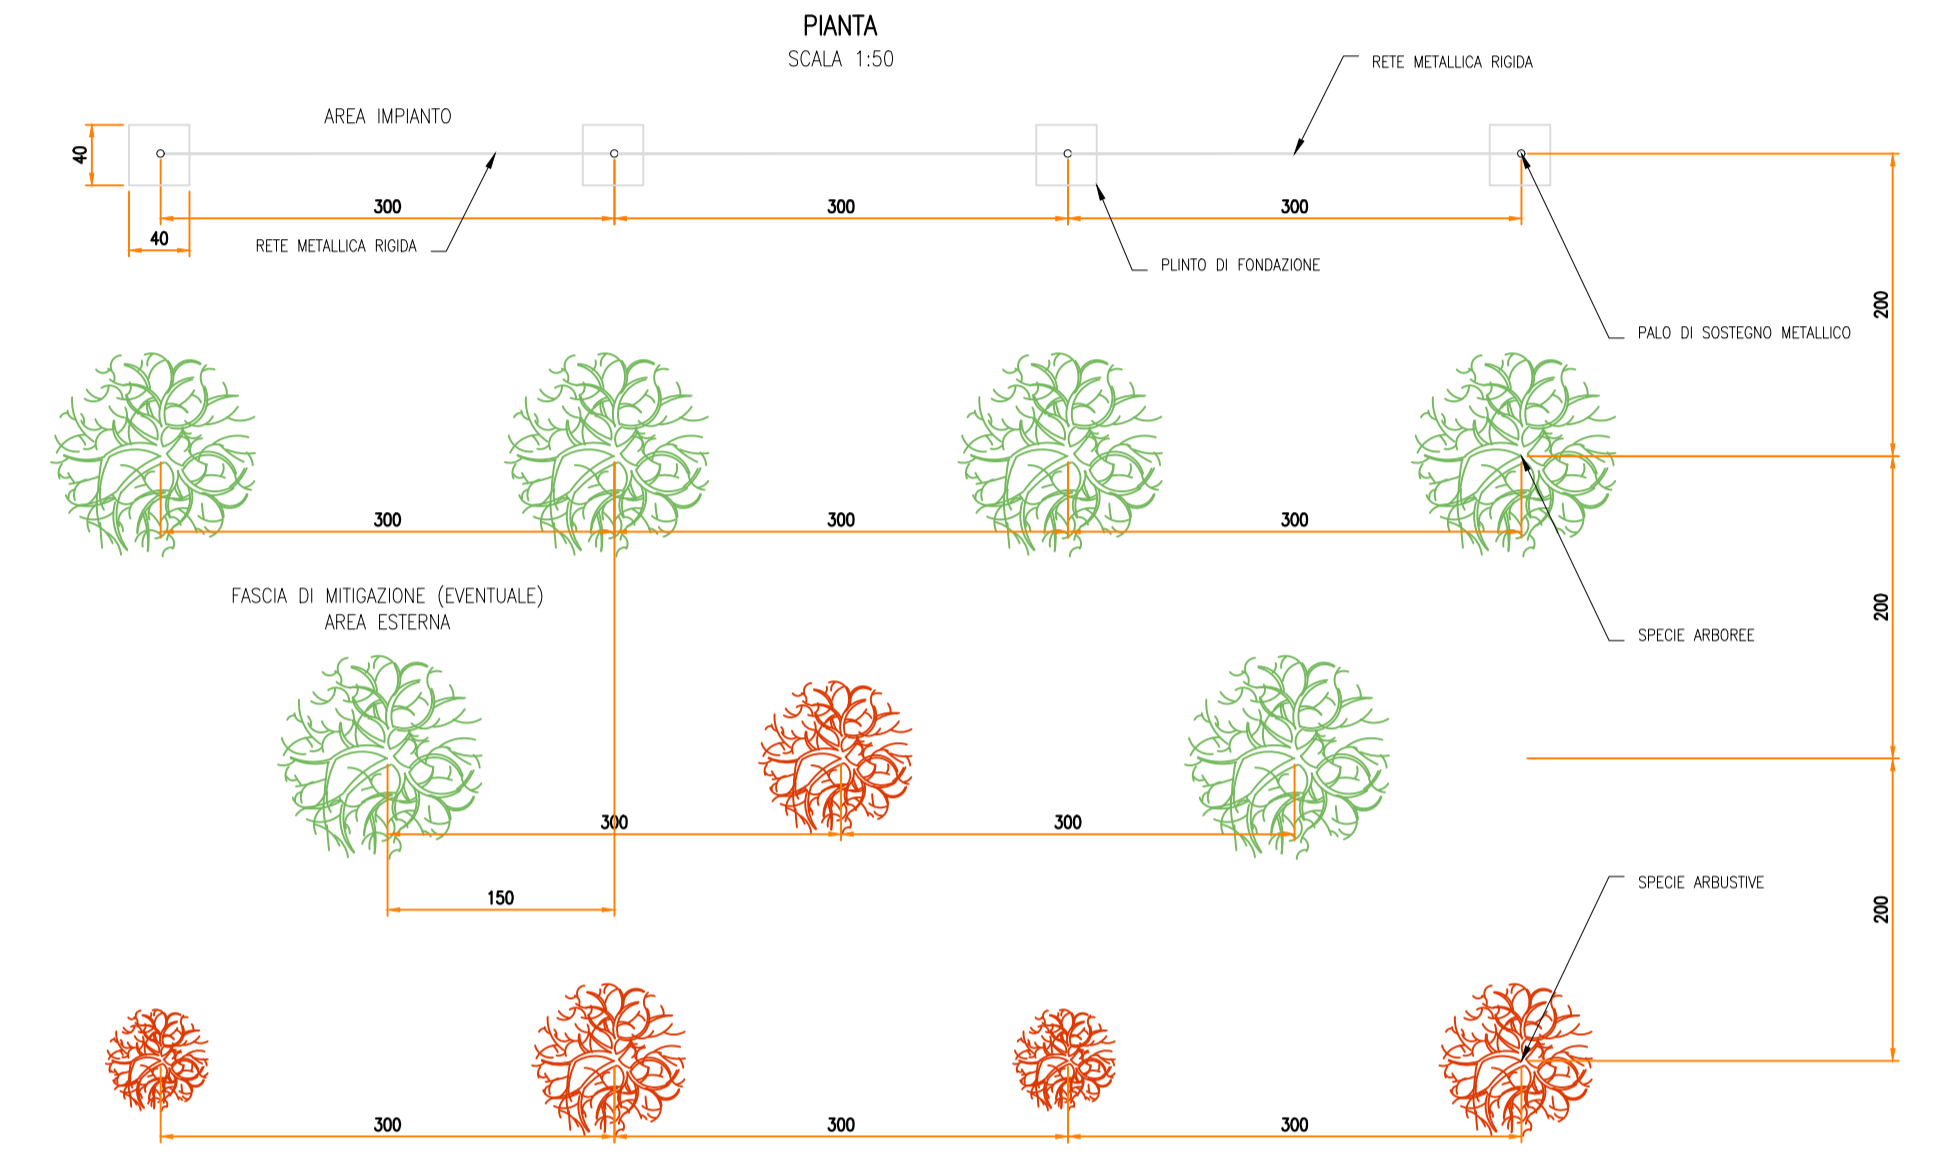 PIANTA
SCALA 1:50
RETE METALLICA RIGIDA
AREA IMPIANTO
40
300
300
300
40
RETE METALLICA RIGIDA
PLINTO DI FONDAZIONE
200
PALO DI SOSTEGNO METALLICO
300
300
300
FASCIA DI MITIGAZIONE (EVENTUALE)
AREA ESTERNA
200
SPECIE ARBOREE
300
300
150
SPECIE ARBUSTIVE
200
300
300
300